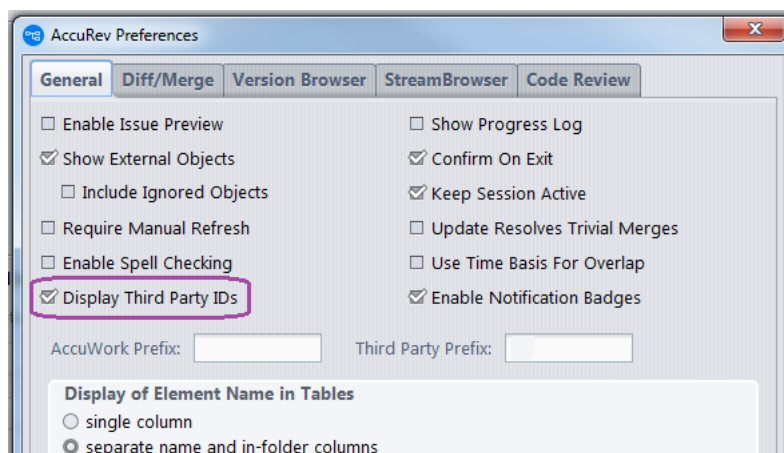 AccuRev Preferences
General Diff/Merge Version Browser StreamBrowser Code Review
Enable Issue Preview Show Progress Log
Show External Objects Confirm On Exit
Include Ignored Objects Keep Session Active
Require Manual Refresh Update Resolves Trivial Merges
Enable Spell Checking Use Time Basis For Overlap
Display Third Party IDs Enable Notification Badges
AccuWork Prefix: Third Party Prefix:
Display of Element Name in Tables
single column
separate name and in-folder columns